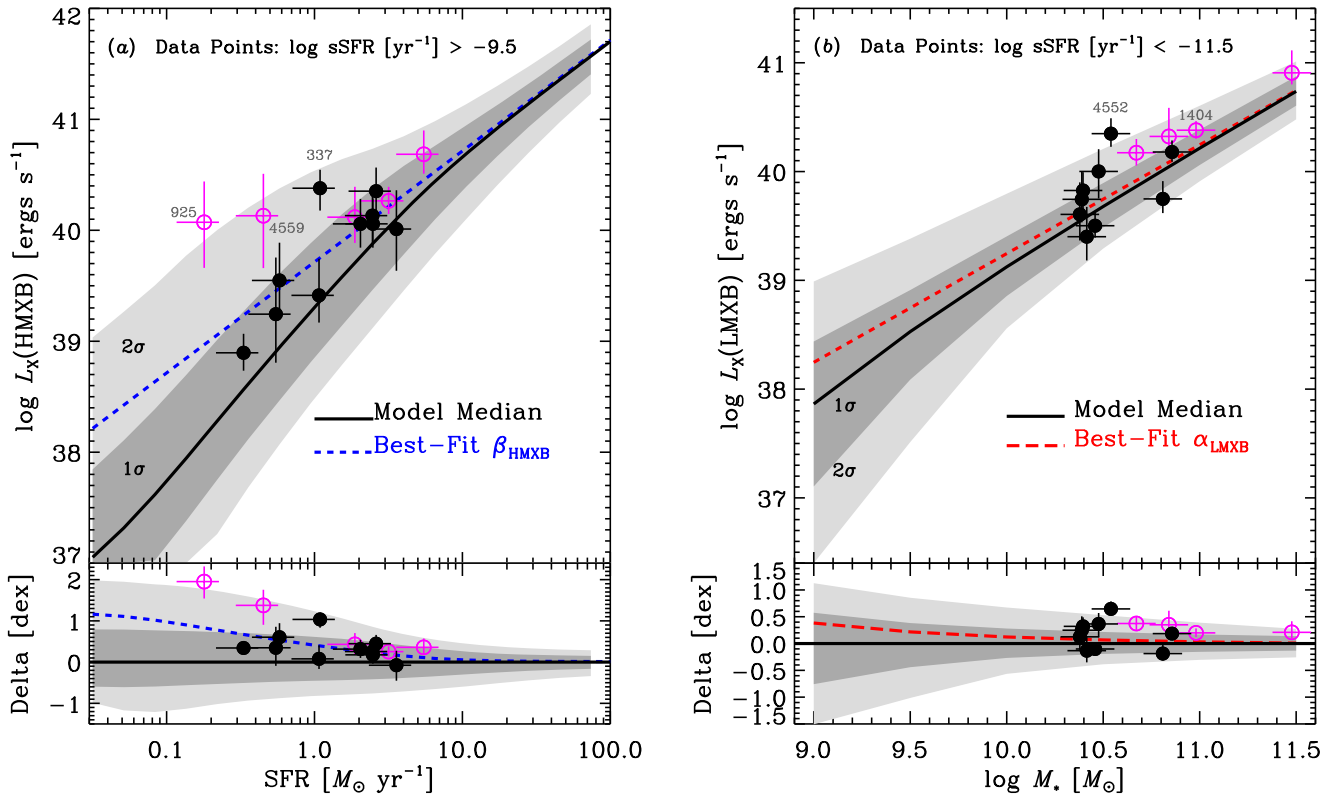 (a) Data Points: log sSFR [yr⁻¹] > −9.5
42
41
40
39
38
37
log L_X(HMXB) [ergs s⁻¹]
337
925
4559
2σ
1σ
Model Median
Best−Fit β_HMXB
2
1
0
−1
Delta [dex]
0.1
1.0
10.0
100.0
SFR [M_⊙ yr⁻¹]
(b) Data Points: log sSFR [yr⁻¹] < −11.5
41
40
39
38
37
log L_X(LMXB) [ergs s⁻¹]
4552
1404
1σ
2σ
Model Median
Best−Fit α_LMXB
1.5
1.0
0.5
0.0
−0.5
−1.0
−1.5
Delta [dex]
9.0
9.5
10.0
10.5
11.0
11.5
log M_* [M_⊙]